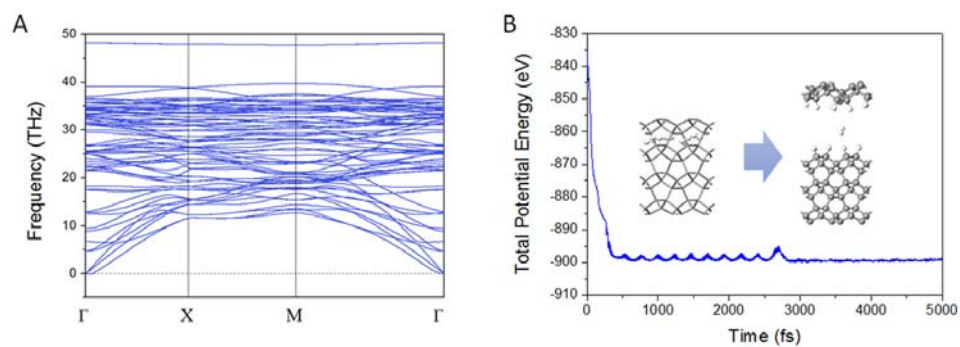 A
Frequency (THz)
50
40
30
20
10
0
Γ
X
M
Γ
B
Total Potential Energy (eV)
-830
-840
-850
-860
-870
-880
-890
-900
-910
0
1000
2000
3000
4000
5000
Time (fs)